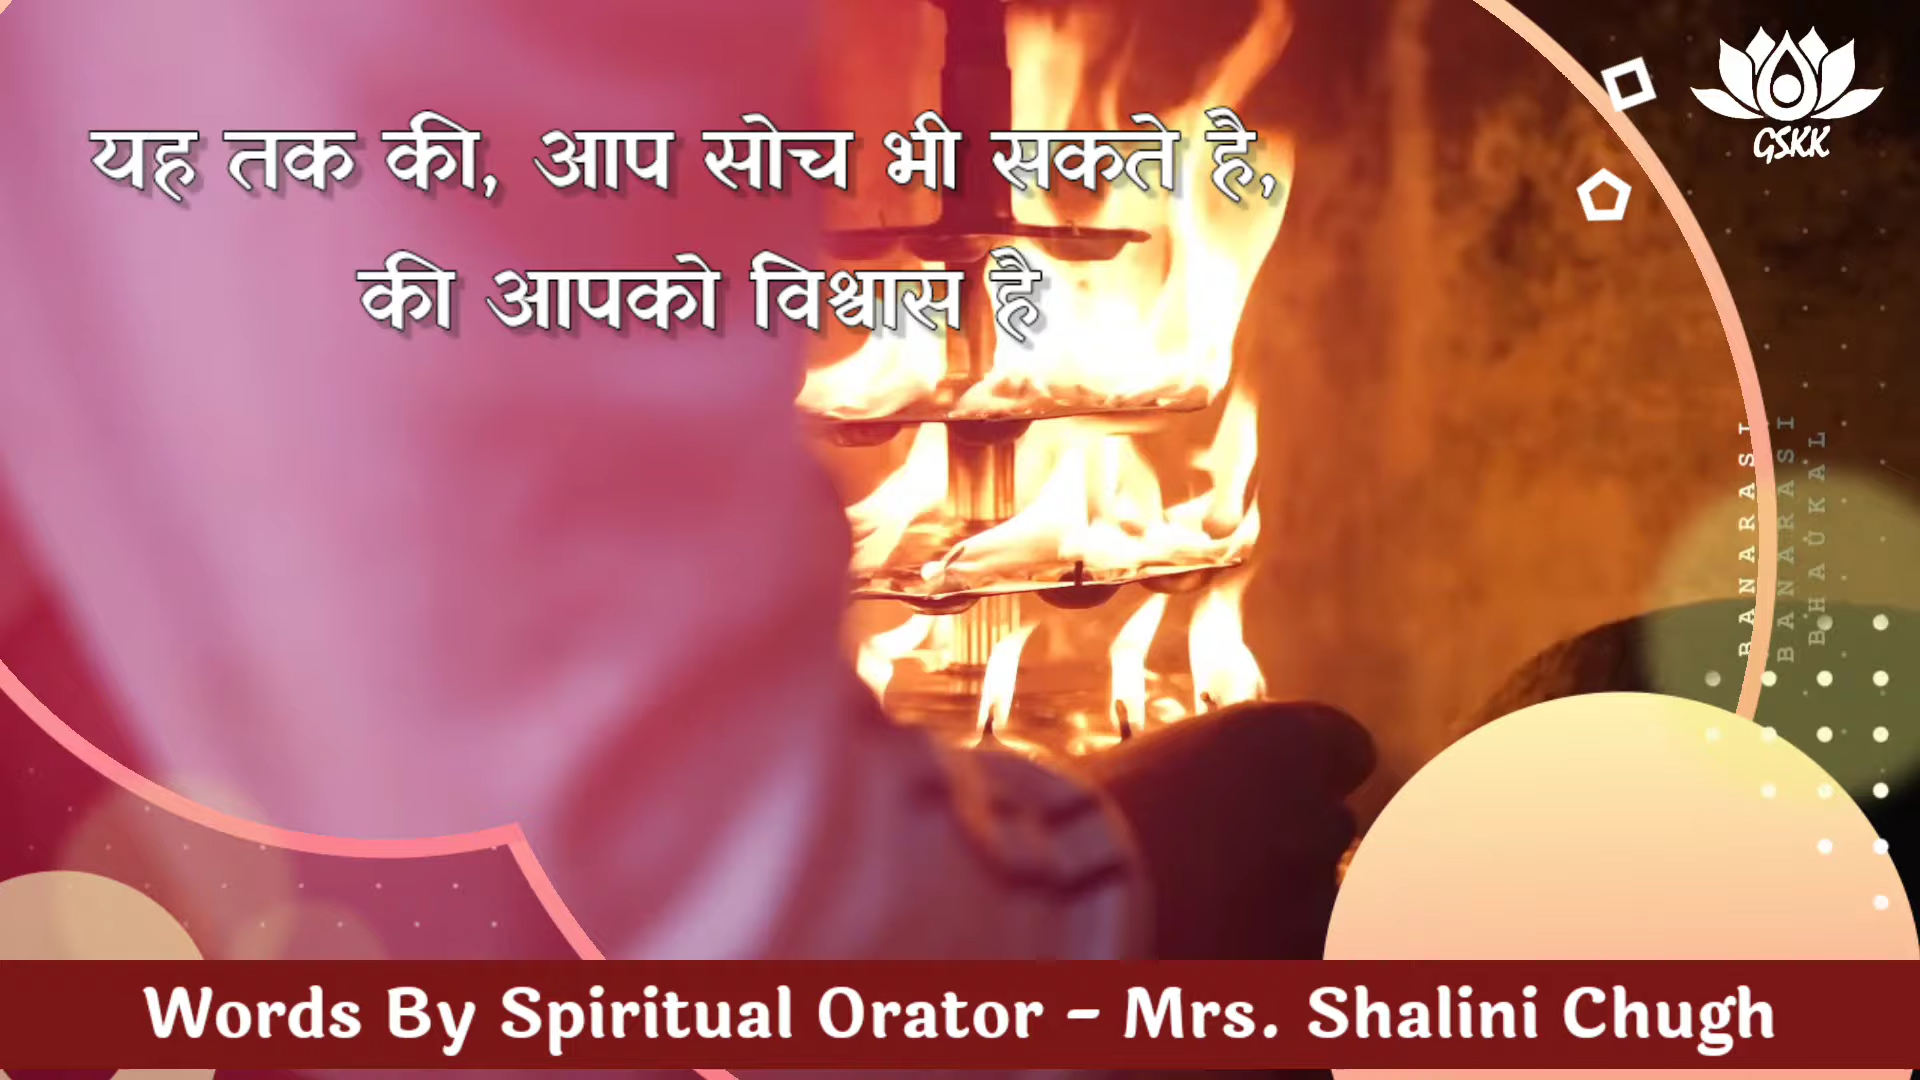 यह तक की, आप सोच भी सकते है,
की आपको विश्वास है
GSKK
BANARASI
BANARASI
BHAUKAL
Words By Spiritual Orator - Mrs. Shalini Chugh